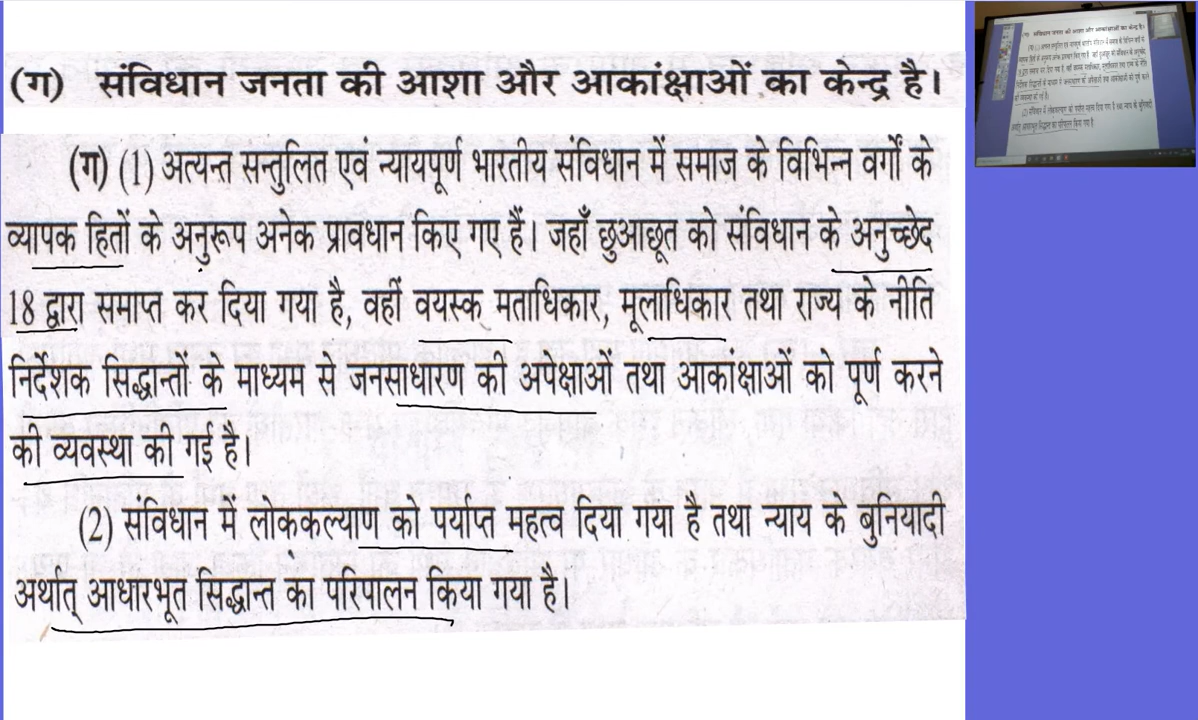 (ग) संविधान जनता की आशा और आकांक्षाओं का केन्द्र है।
(ग) (1) अत्यन्त सन्तुलित एवं न्यायपूर्ण भारतीय संविधान में समाज के विभिन्न वर्गों के
व्यापक हितों के अनुरूप अनेक प्रावधान किए गए हैं। जहाँ छुआछूत को संविधान के अनुच्छेद
18 द्वारा समाप्त कर दिया गया है, वहीं वयस्क मताधिकार, मूलाधिकार तथा राज्य के नीति
निर्देशक सिद्धान्तों के माध्यम से जनसाधारण की अपेक्षाओं तथा आकांक्षाओं को पूर्ण करने
की व्यवस्था की गई है।
(2) संविधान में लोककल्याण को पर्याप्त महत्व दिया गया है तथा न्याय के बुनियादी
अर्थात् आधारभूत सिद्धान्त का परिपालन किया गया है।